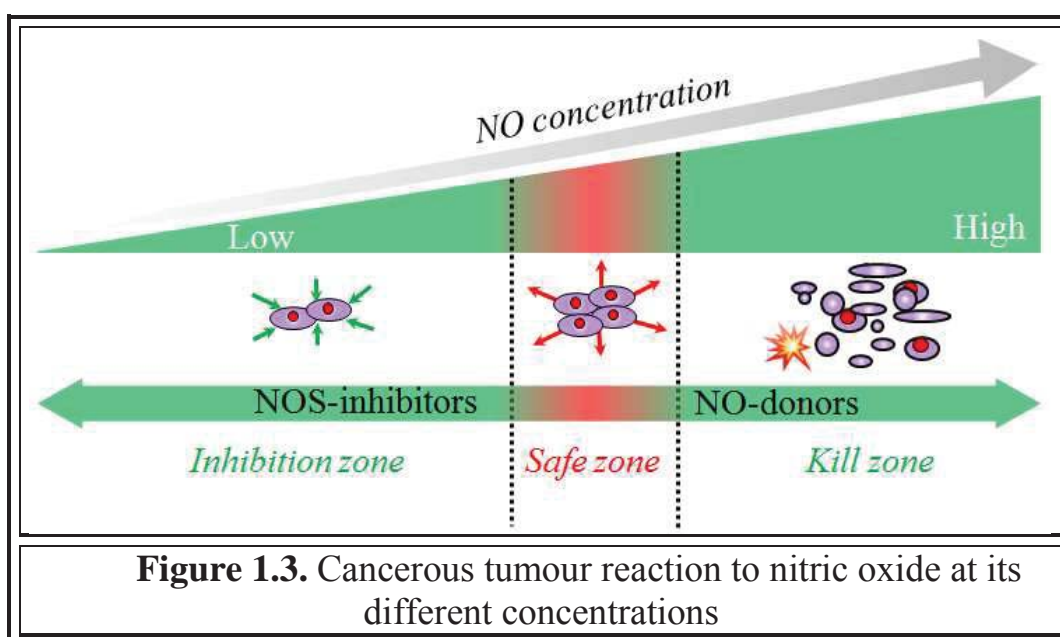 NO concentration
Low
High
NOS-inhibitors
NO-donors
Inhibition zone
Safe zone
Kill zone
Figure 1.3. Cancerous tumour reaction to nitric oxide at its
different concentrations